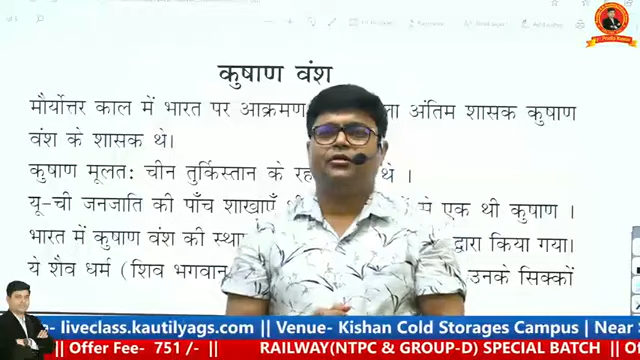 कुषाण वंश
मौर्योत्तर काल में भारत पर आक्रमण अंतिम शासक कुषाण
वंश के शासक थे।
कुषाण मूलत: चीन तुर्किस्तान के थे ।
यू-ची जनजाति की पाँच शाखाएँ से एक थी कुषाण ।
भारत में कुषाण वंश की द्वारा किया गया।
ये शैव धर्म (शिव भगवान उनके सिक्कों
liveclass.kautilyags.com || Venue- Kishan Cold Storages Campus | Near
|| Offer Fee- 751 /- || RAILWAY(NTPC & GROUP-D) SPECIAL BATCH ||